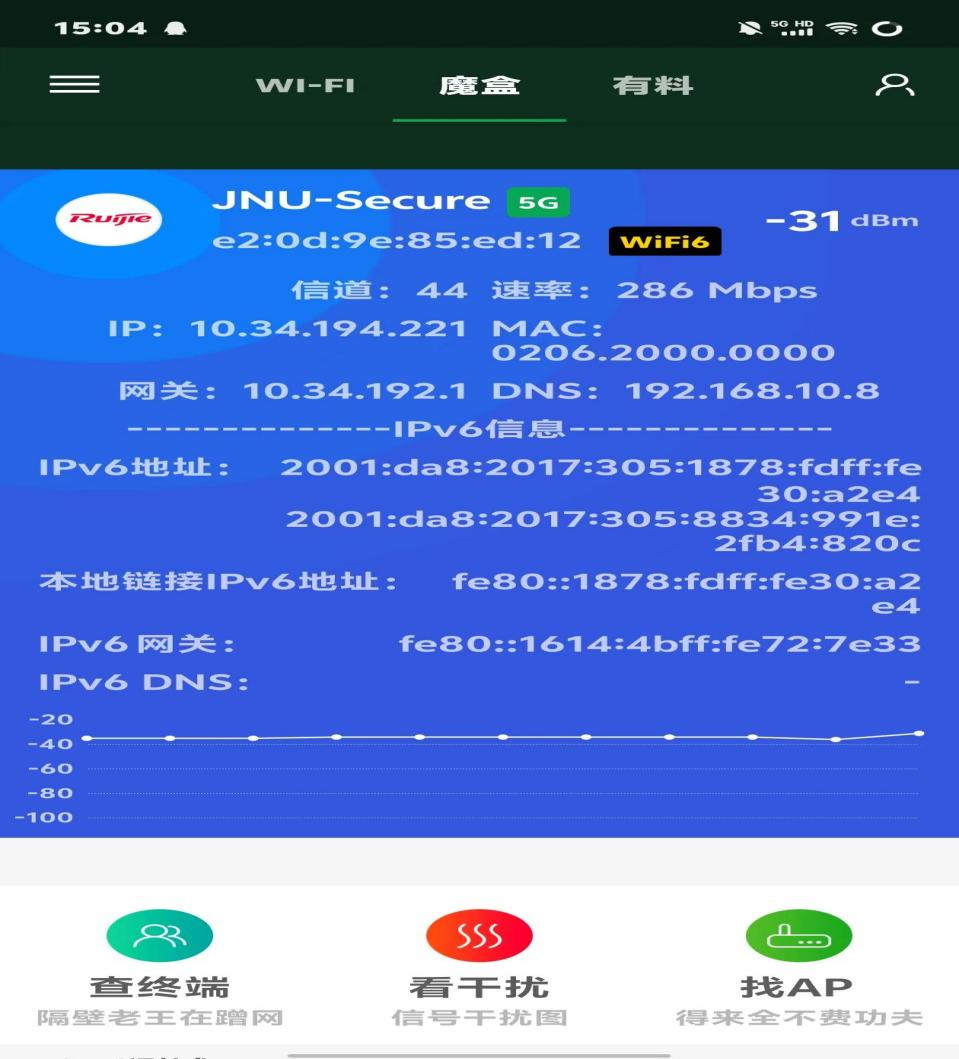 15:04 5G HD
WI-FI 魔盒 有料
Ruijie JNU-Secure 5G -31 dBm
e2:0d:9e:85:ed:12 WiFi6
信道: 44 速率: 286 Mbps
IP: 10.34.194.221 MAC:
0206.2000.0000
网关: 10.34.192.1 DNS: 192.168.10.8
--------------IPv6信息--------------
IPv6地址: 2001:da8:2017:305:1878:fdff:fe
30:a2e4
2001:da8:2017:305:8834:991e:
2fb4:820c
本地链接IPv6地址: fe80::1878:fdff:fe30:a2
e4
IPv6 网关: fe80::1614:4bff:fe72:7e33
IPv6 DNS: -
-20
-40
-60
-80
-100
查终端 看干扰 找AP
隔壁老王在蹭网 信号干扰图 得来全不费功夫